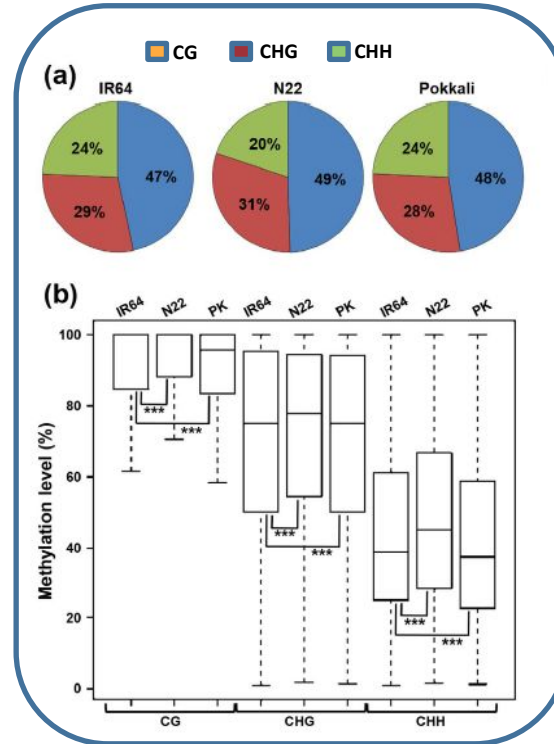 CG CHG CHH
(a)
IR64 N22 Pokkali
24% 47% 29%
20% 49% 31%
24% 48% 28%
(b)
IR64 N22 PK IR64 N22 PK IR64 N22 PK
Methylation level (%)
100
80
60
40
20
0
*** ***
*** ***
*** ***
CG CHG CHH